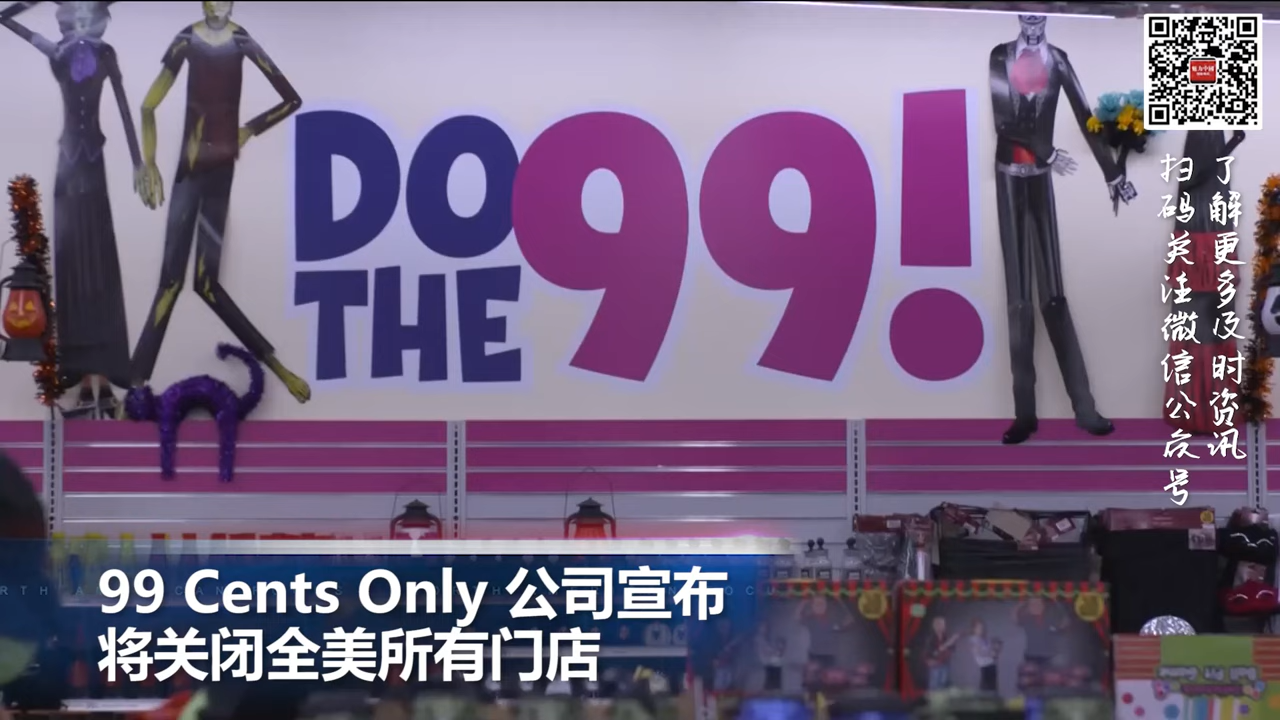 DO
THE 99!
了解更多及时资讯
扫码关注微信公众号
99 Cents Only 公司宣布
将关闭全美所有门店